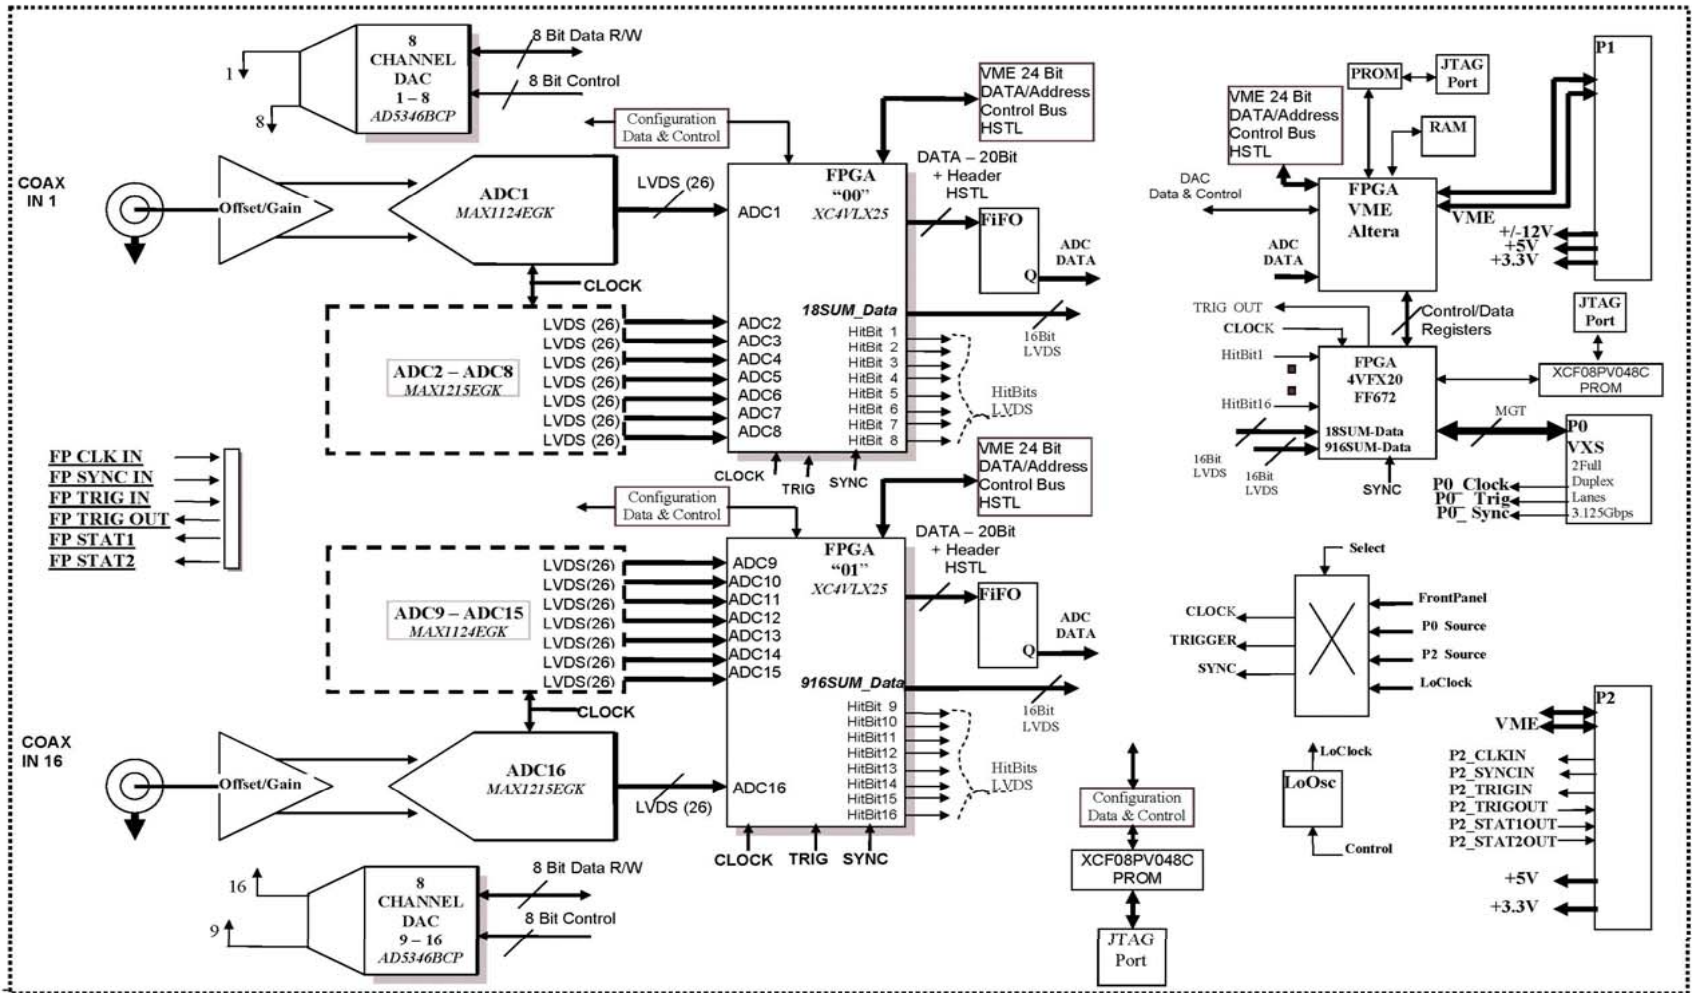 8
CHANNEL
DAC
1 – 8
AD5346BCP
1
8
8 Bit Data R/W
8 Bit Control
Configuration
Data & Control
VME 24 Bit
DATA/Address
Control Bus
HSTL
COAX
IN 1
Offset/Gain
ADC1
MAX1124EGK
LVDS (26)
CLOCK
FPGA
“00”
XC4VLX25
ADC1
DATA – 20Bit
+ Header
HSTL
FiFO
Q
ADC
DATA
ADC2 – ADC8
MAX1215EGK
LVDS (26)
LVDS (26)
LVDS (26)
LVDS (26)
LVDS (26)
LVDS (26)
LVDS (26)
ADC2
ADC3
ADC4
ADC5
ADC6
ADC7
ADC8
18SUM_Data
16Bit
LVDS
HitBit 1
HitBit 2
HitBit 3
HitBit 4
HitBit 5
HitBit 6
HitBit 7
HitBit 8
HitBits
LVDS
CLOCK
TRIG
SYNC
FP CLK IN
FP SYNC IN
FP TRIG IN
FP TRIG OUT
FP STAT1
FP STAT2
Configuration
Data & Control
VME 24 Bit
DATA/Address
Control Bus
HSTL
ADC9 – ADC15
MAX1124EGK
LVDS(26)
LVDS(26)
LVDS(26)
LVDS(26)
LVDS(26)
LVDS(26)
LVDS(26)
FPGA
“01”
XC4VLX25
ADC9
ADC10
ADC11
ADC12
ADC13
ADC14
ADC15
DATA – 20Bit
+ Header
HSTL
FiFO
Q
ADC
DATA
916SUM_Data
16Bit
LVDS
HitBit 9
HitBit10
HitBit11
HitBit12
HitBit13
HitBit14
HitBit15
HitBit16
HitBits
LVDS
CLOCK
COAX
IN 16
Offset/Gain
ADC16
MAX1215EGK
LVDS (26)
ADC16
CLOCK
TRIG
SYNC
16
9
8
CHANNEL
DAC
9 – 16
AD5346BCP
8 Bit Data R/W
8 Bit Control
Configuration
Data & Control
XCF08PV048C
PROM
JTAG
Port
PROM
JTAG
Port
RAM
VME 24 Bit
DATA/Address
Control Bus
HSTL
DAC
Data & Control
FPGA
VME
Altera
ADC
DATA
VME
P1
+/-12V
+5V
+3.3V
TRIG OUT
CLOCK
Control/Data
Registers
HitBit1
HitBit16
FPGA
4VFX20
FF672
18SUM-Data
916SUM-Data
16Bit
LVDS
16Bit
LVDS
SYNC
JTAG
Port
XCF08PV048C
PROM
MGT
P0
VXS
2Full
Duplex
Lanes
3.125Gbps
P0_Clock
P0_ Trig
P0_ Sync
Select
FrontPanel
P0 Source
P2 Source
LoClock
CLOCK
TRIGGER
SYNC
LoClock
LoOsc
Control
P2
VME
P2_CLKIN
P2_SYNCIN
P2_TRIGIN
P2_TRIGOUT
P2_STAT1OUT
P2_STAT2OUT
+5V
+3.3V